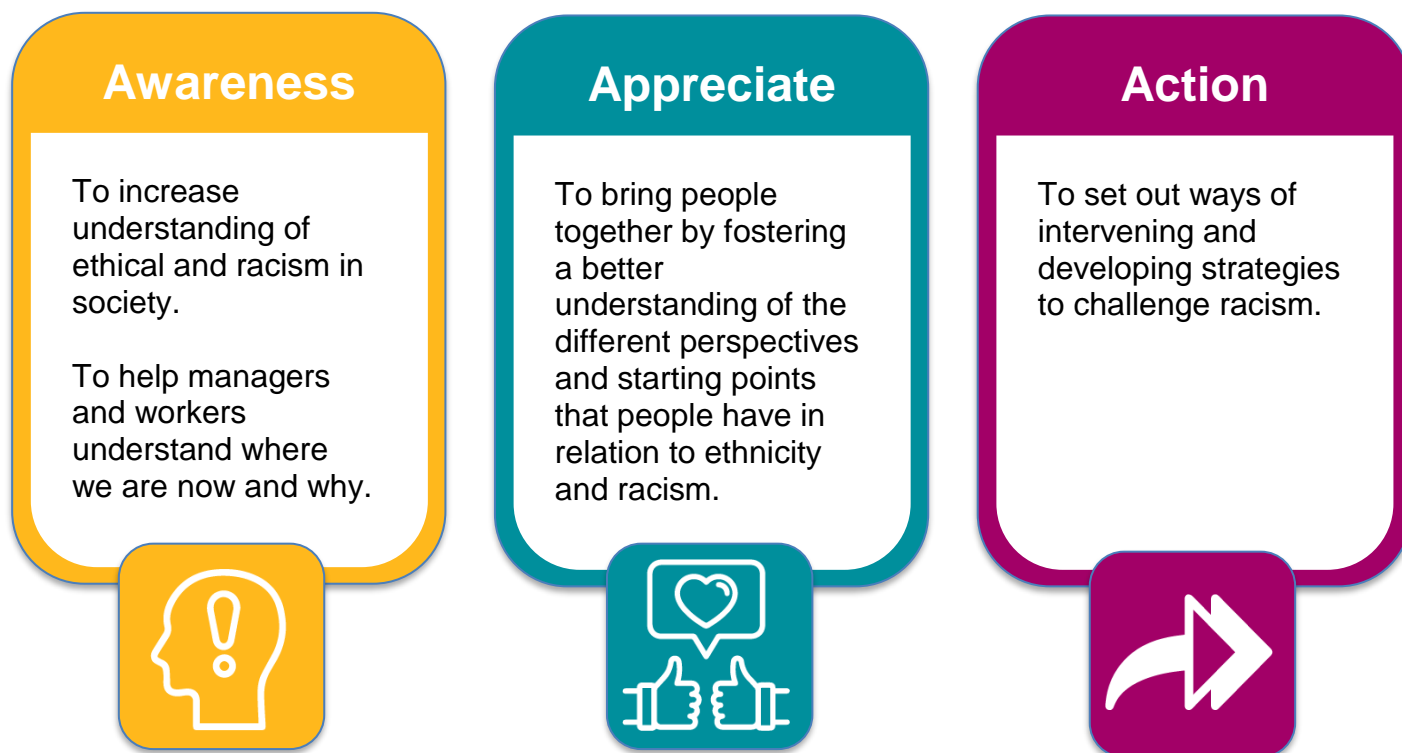 Awareness
To increase
understanding of
ethical and racism in
society.
To help managers
and workers
understand where
we are now and why.
Appreciate
To bring people
together by fostering
a better
understanding of the
different perspectives
and starting points
that people have in
relation to ethnicity
and racism.
Action
To set out ways of
intervening and
developing strategies
to challenge racism.